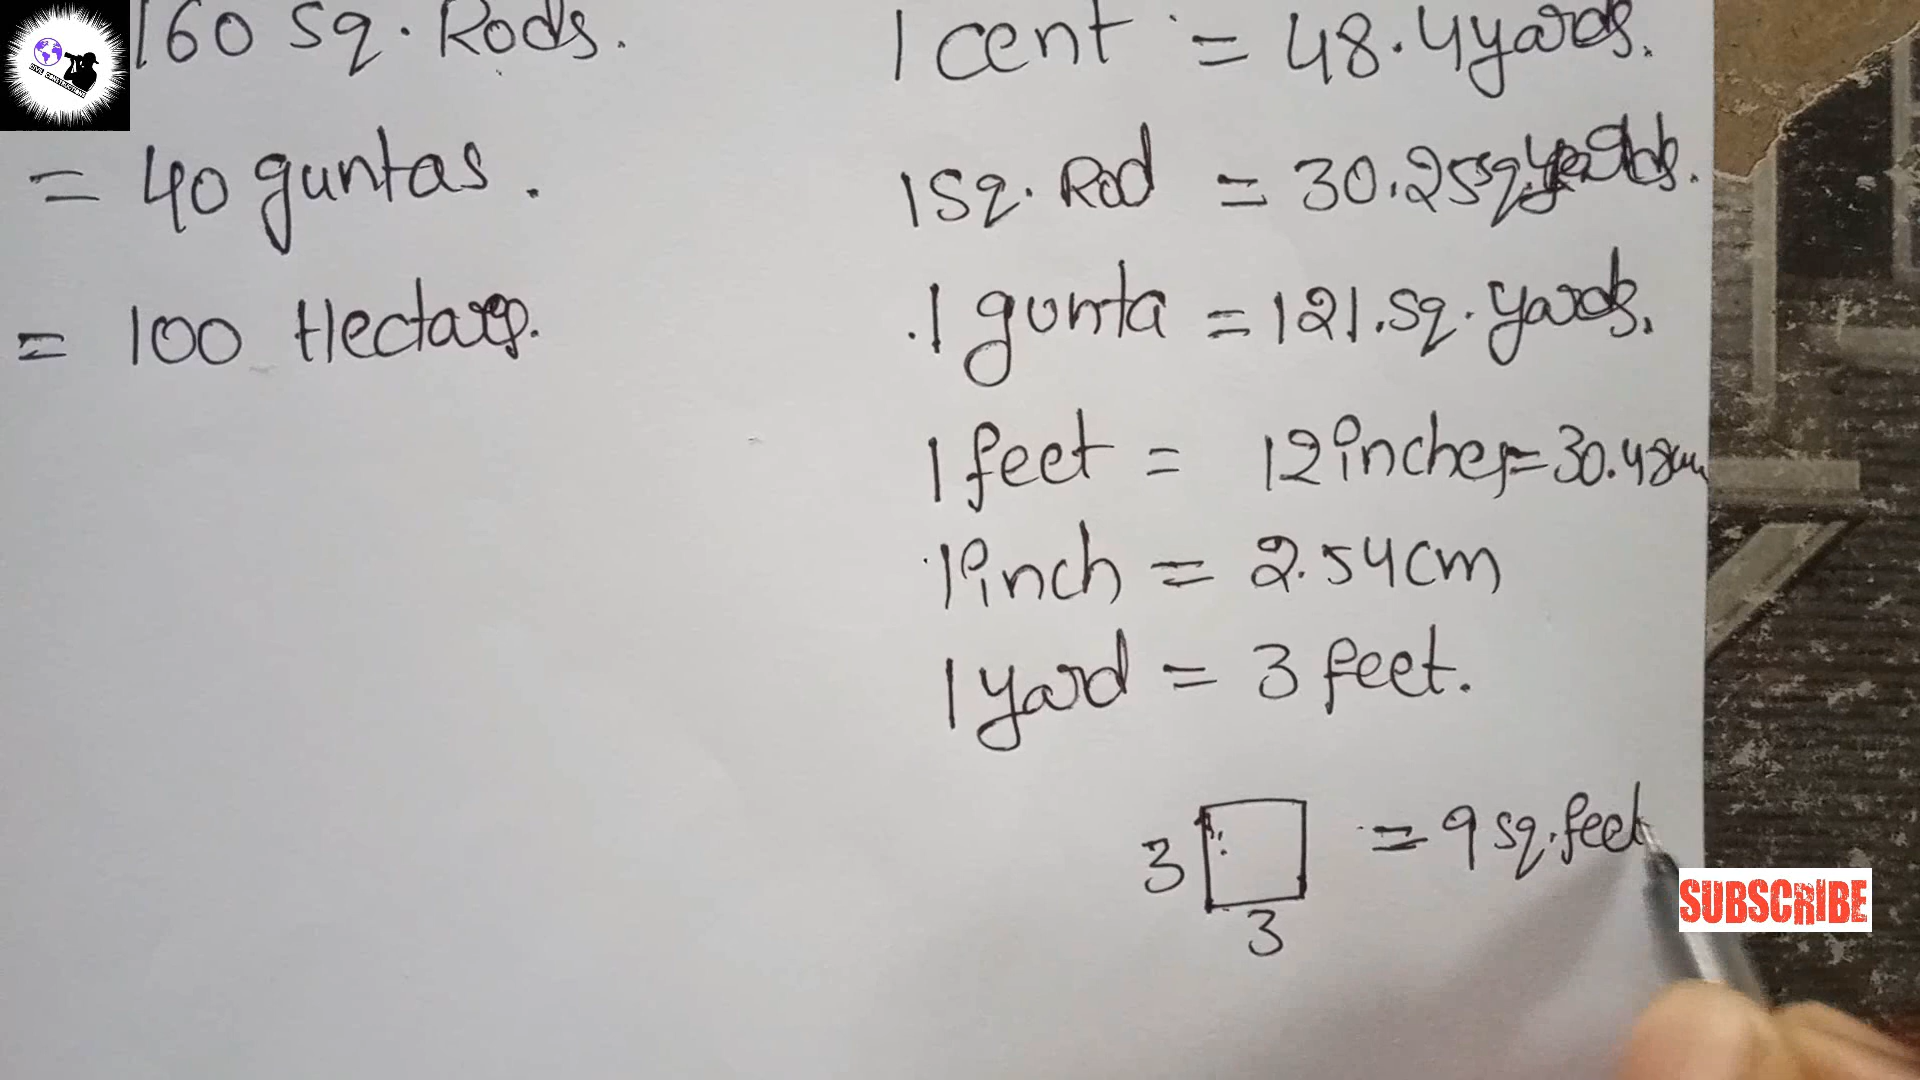 160 Sq. Rods.
= 40 guntas.
= 100 Hectares.
1 cent = 48.4 yards.
1 Sq. Rod = 30.25 sq. yards.
1 gunta = 121.sq.yards.
1 feet = 12 inches = 30.48cm
1 inch = 2.54cm
1 yard = 3 feet.
3
3
= 9 sq.feet
SUBSCRIBE